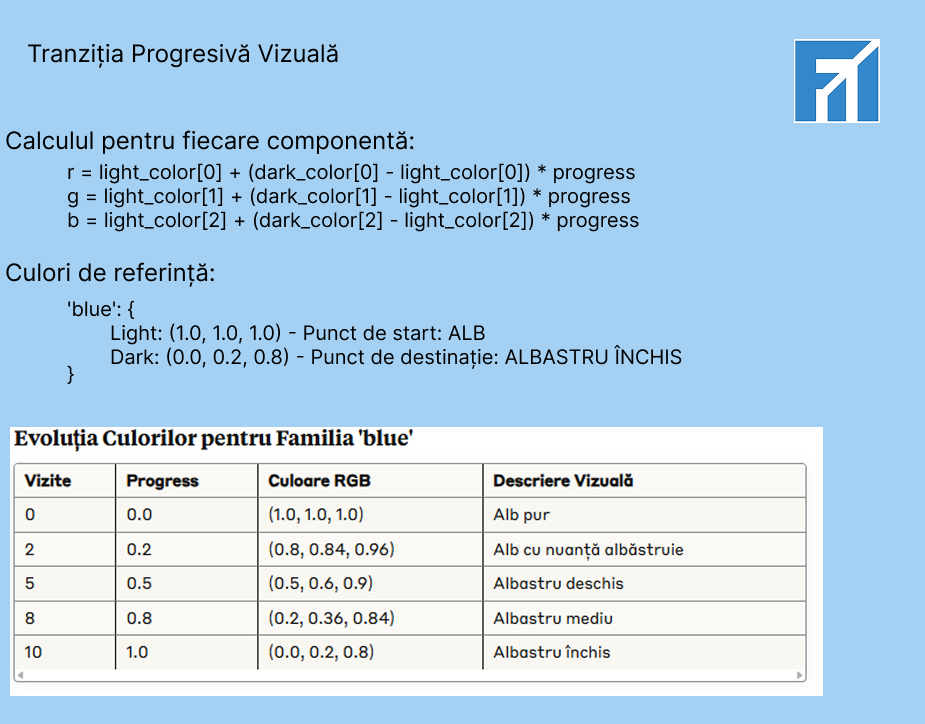 Tranziția Progresivă Vizuală
Calculul pentru fiecare componentă:
r = light_color[0] + (dark_color[0] - light_color[0]) * progress
g = light_color[1] + (dark_color[1] - light_color[1]) * progress
b = light_color[2] + (dark_color[2] - light_color[2]) * progress
Culori de referință:
'blue': {
Light: (1.0, 1.0, 1.0) - Punct de start: ALB
Dark: (0.0, 0.2, 0.8) - Punct de destinație: ALBASTRU ÎNCHIS
}
Evoluția Culorilor pentru Familia 'blue'
Vizite Progress Culoare RGB Descriere Vizuală
0 0.0 (1.0, 1.0, 1.0) Alb pur
2 0.2 (0.8, 0.84, 0.96) Alb cu nuanță albăstruie
5 0.5 (0.5, 0.6, 0.9) Albastru deschis
8 0.8 (0.2, 0.36, 0.84) Albastru mediu
10 1.0 (0.0, 0.2, 0.8) Albastru închis